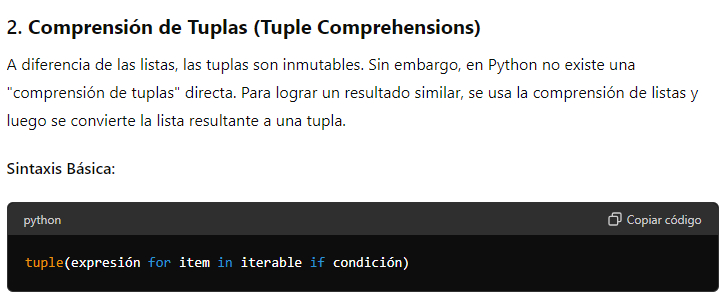 2. Comprensión de Tuplas (Tuple Comprehensions)
A diferencia de las listas, las tuplas son inmutables. Sin embargo, en Python no existe una
"comprensión de tuplas" directa. Para lograr un resultado similar, se usa la comprensión de listas y
luego se convierte la lista resultante a una tupla.
Sintaxis Básica:
python Copiar código
tuple(expresión for item in iterable if condición)